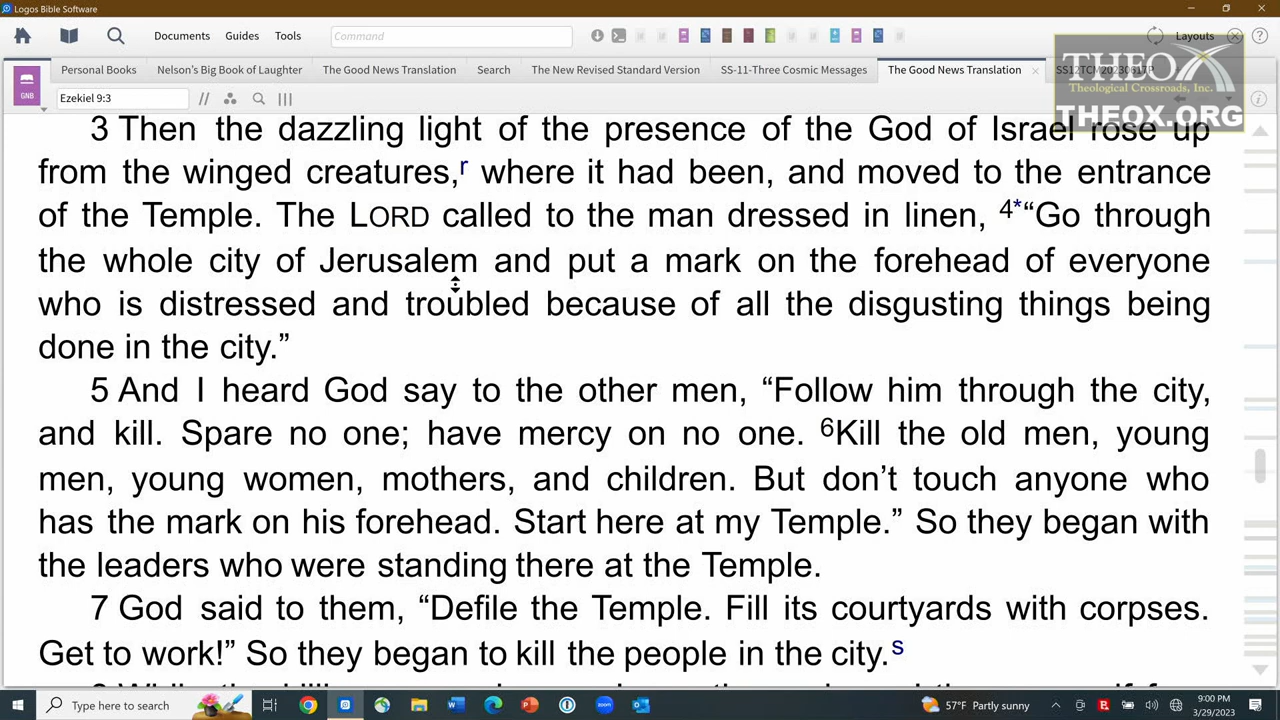 Logos Bible Software
Documents Guides Tools Command Layouts
THEOX
Theological Crossroads, Inc.
THEOX.ORG
Personal Books Nelson's Big Book of Laughter The Go Search The New Revised Standard Version SS-11-Three Cosmic Messages The Good News Translation SS12TCM20230617P
GNB
Ezekiel 9:3
3 Then the dazzling light of the presence of the God of Israel rose up
from the winged creatures,r where it had been, and moved to the entrance
of the Temple. The LORD called to the man dressed in linen, 4*“Go through
the whole city of Jerusalem and put a mark on the forehead of everyone
who is distressed and troubled because of all the disgusting things being
done in the city.”
5 And I heard God say to the other men, “Follow him through the city,
and kill. Spare no one; have mercy on no one. 6Kill the old men, young
men, young women, mothers, and children. But don’t touch anyone who
has the mark on his forehead. Start here at my Temple.” So they began with
the leaders who were standing there at the Temple.
7 God said to them, “Defile the Temple. Fill its courtyards with corpses.
Get to work!” So they began to kill the people in the city.s
Type here to search
57°F Partly sunny
9:00 PM
3/29/2023